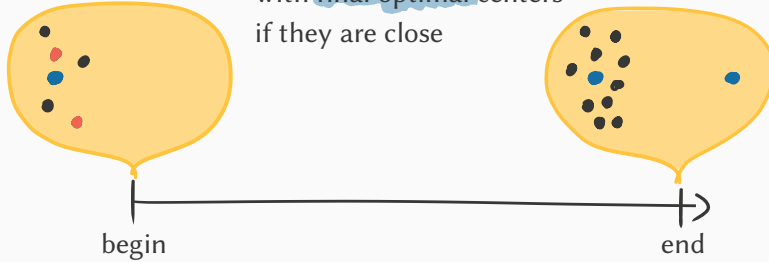 with final optimal centers
if they are close
begin
end